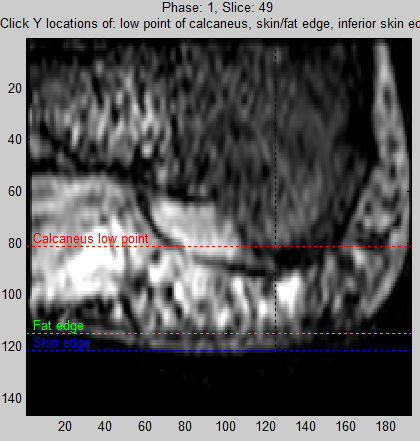 Phase: 1, Slice: 49
Click Y locations of: low point of calcaneus, skin/fat edge, inferior skin ed
20
40
60
80
100
120
140
Calcaneus low point
Fat edge
Skin edge
20 40 60 80 100 120 140 160 180